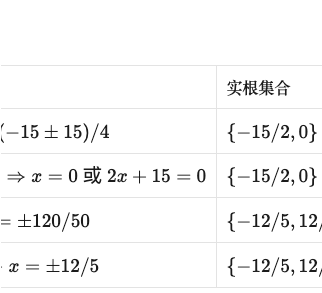 实根集合
(−15 ± 15)/4 {−15/2, 0}
⇒ x = 0 或 2x + 15 = 0 {−15/2, 0}
= ±120/50 {−12/5, 12/
x = ±12/5 {−12/5, 12/